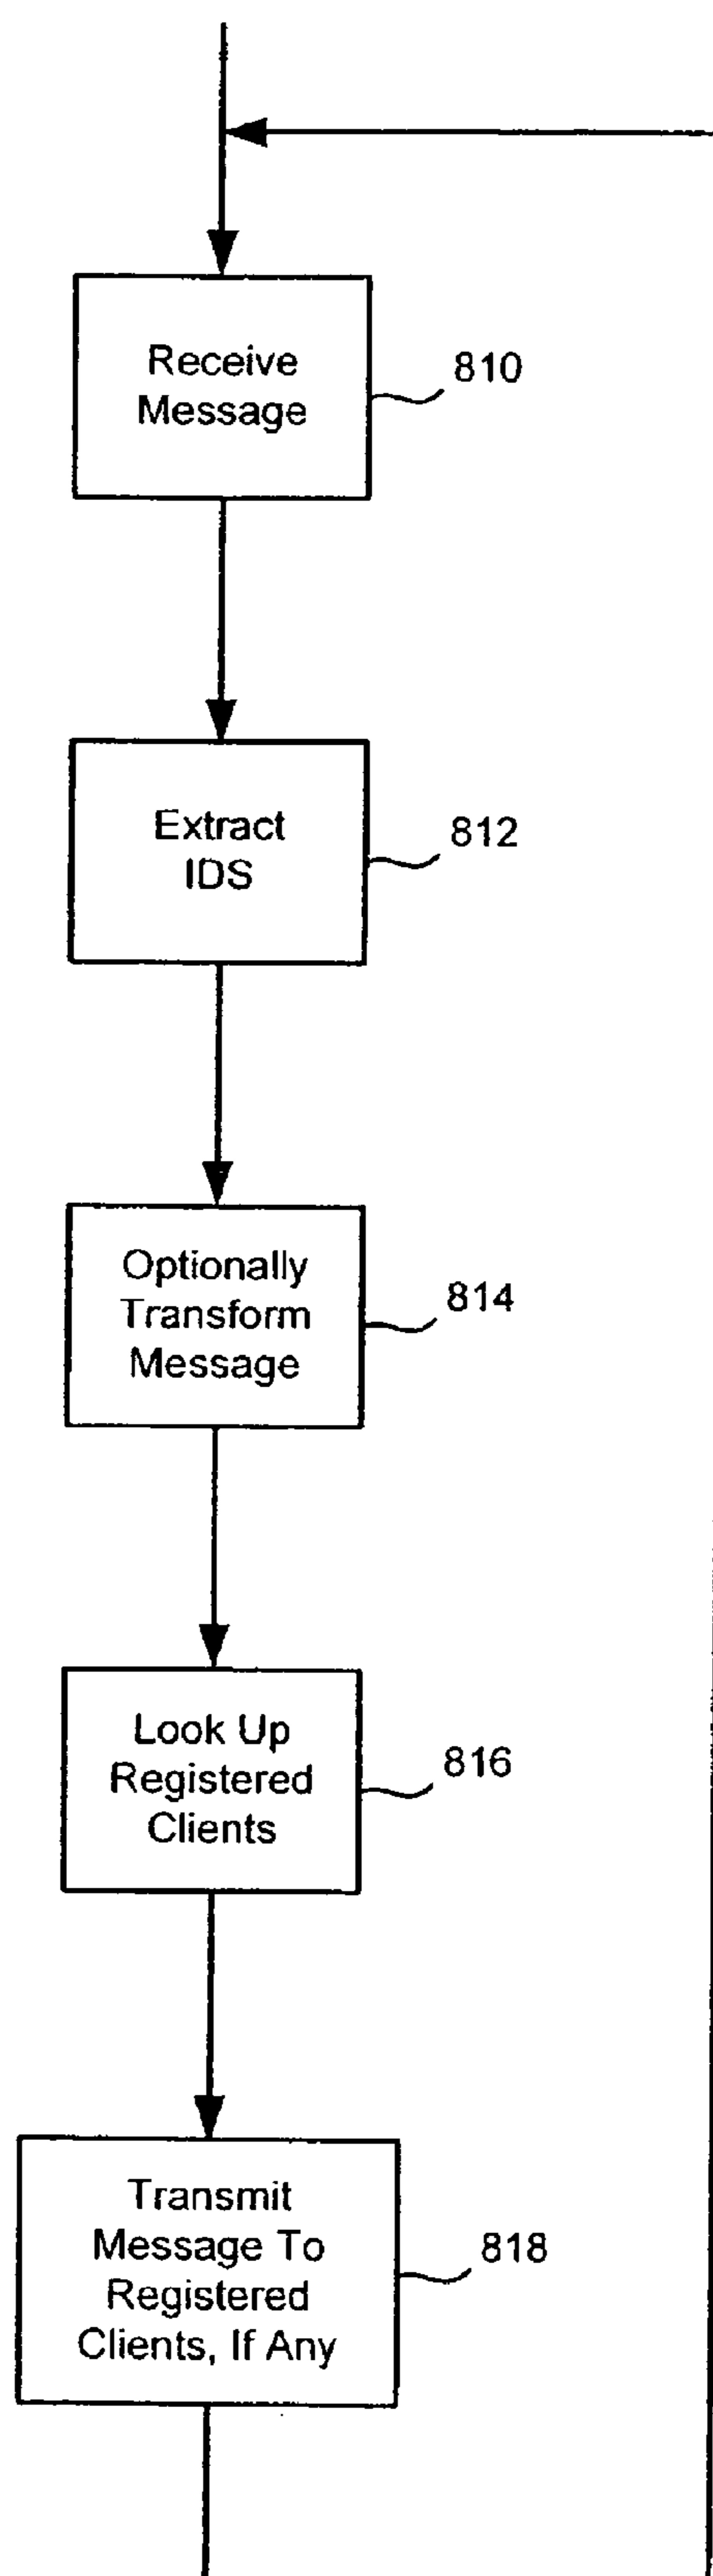 Receive
Message
810
Extract
IDS
812
Optionally
Transform
Message
814
Look Up
Registered
Clients
816
Transmit
Message To
Registered
Clients, If Any
818